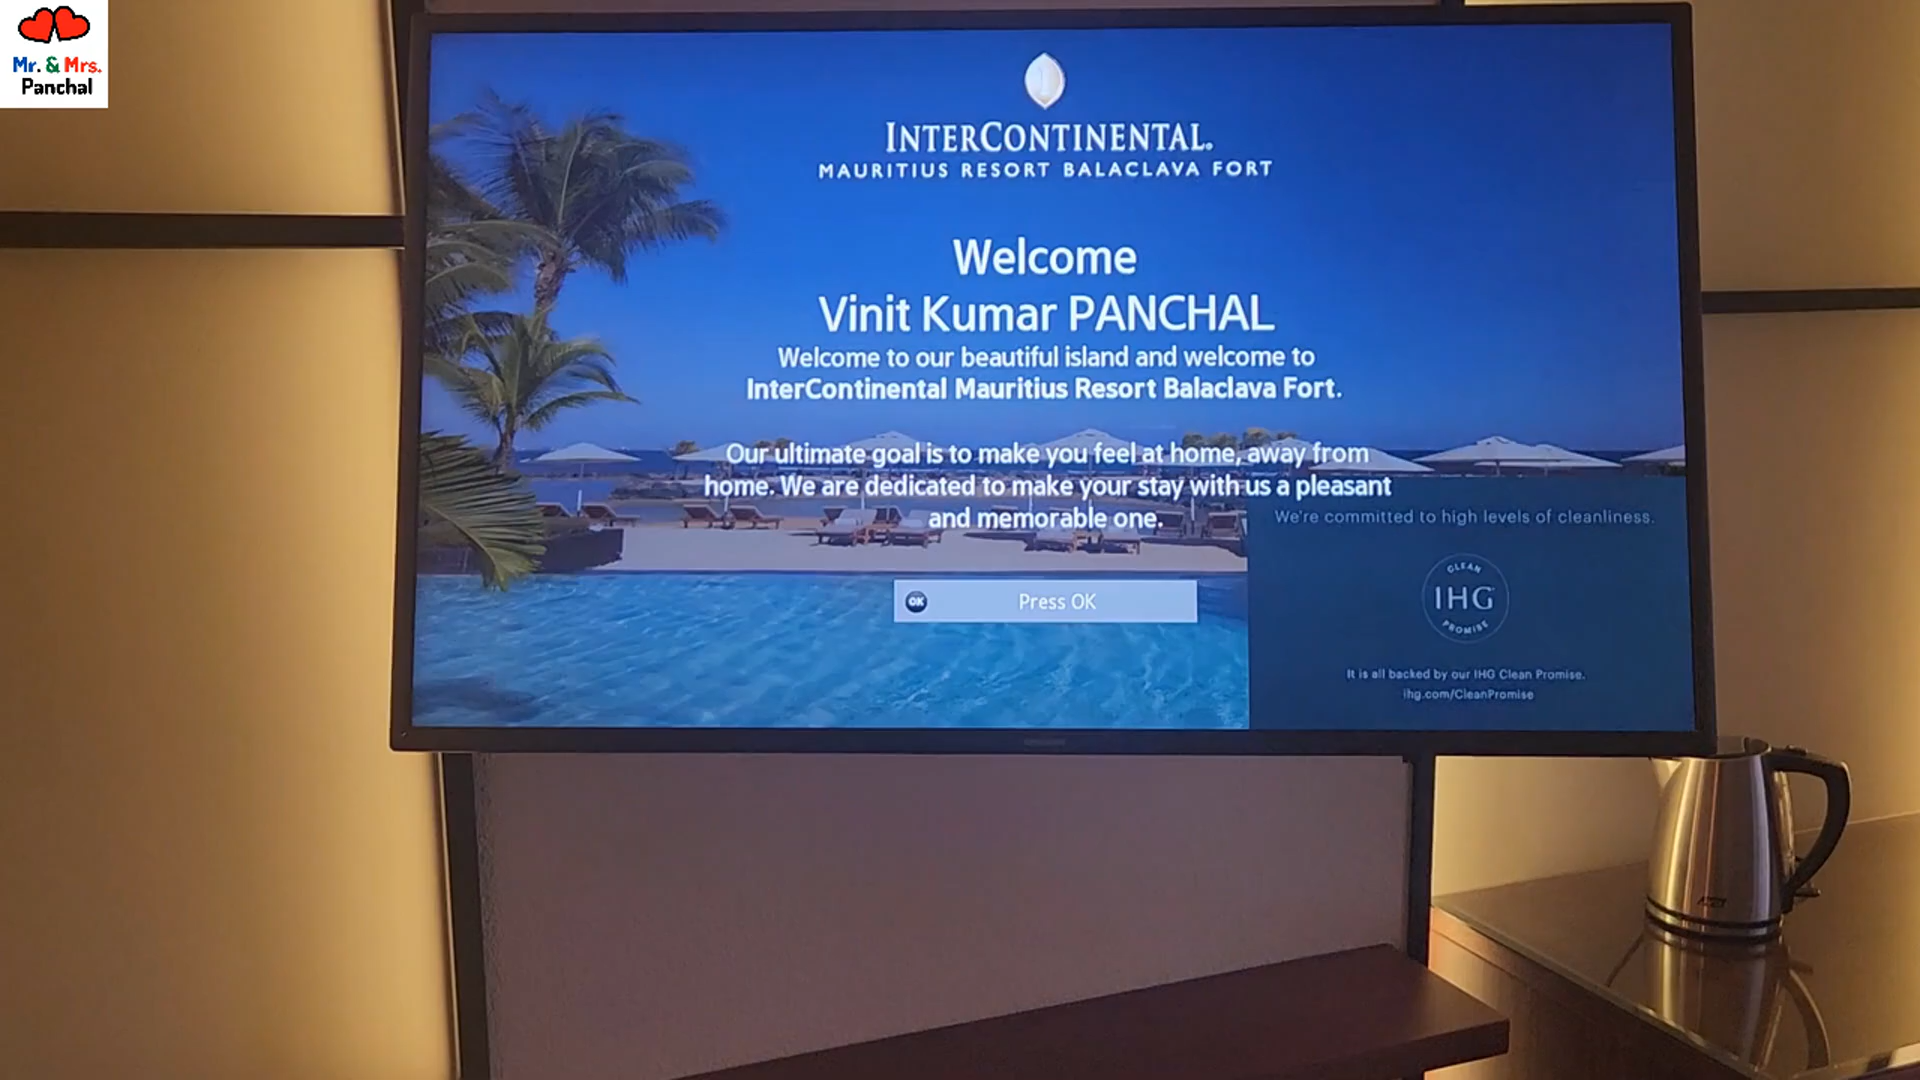 Mr. & Mrs.
Panchal
INTERCONTINENTAL.
MAURITIUS RESORT BALACLAVA FORT
Welcome
Vinit Kumar PANCHAL
Welcome to our beautiful island and welcome to
InterContinental Mauritius Resort Balaclava Fort.
Our ultimate goal is to make you feel at home, away from
home. We are dedicated to make your stay with us a pleasant
and memorable one.
OK Press OK
We're committed to high levels of cleanliness.
CLEAN
IHG
PROMISE
It is all backed by our IHG Clean Promise.
ihg.com/CleanPromise